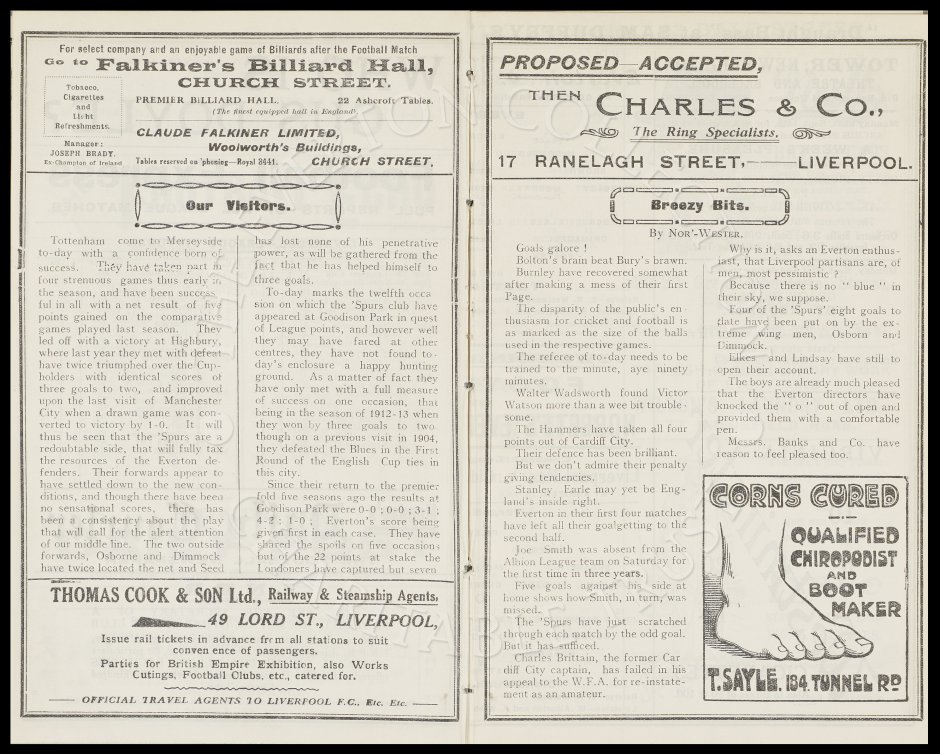 For select company and an enjoyable game of Billiards after the Football Match
Go to Falkiner's Billiard Hall,
CHURCH STREET.
Tobacco,
Cigarettes
and
Light
Refreshments.
Manager:
JOSEPH BRADY.
Ex-Champion of Ireland
PREMIER BILLIARD HALL. 22 Ashcroft Tables.
(The finest equipped hall in England).
CLAUDE FALKINER LIMITED,
Woolworth's Buildings,
Tables reserved on 'phoning—Royal 3641. CHURCH STREET.
Our Visitors.
Tottenham come to Merseyside
to-day with a confidence born of
success. They have taken part in
four strenuous games thus early in
the season, and have been success
ful in all with a net result of five
points gained on the comparative
games played last season. They
led off with a victory at Highbury,
where last year they met with defeat
have twice triumphed over the Cup-
holders with identical scores of
three goals to two, and improved
upon the last visit of Manchester
City when a drawn game was con-
verted to victory by 1-0. It will
thus be seen that the 'Spurs are a
redoubtable side, that will fully tax
the resources of the Everton de-
fenders. Their forwards appear to
have settled down to the new con-
ditions, and though there have been
no sensational scores, there has
been a consistency about the play
that will call for the alert attention
of our middle line. The two outside
forwards, Osborne and Dimmock
have twice located the net and Seed
has lost none of his penetrative
power, as will be gathered from the
fact that he has helped himself to
three goals.
To-day marks the twelfth occa
sion on which the 'Spurs club have
appeared at Goodison Park in quest
of League points, and however well
they may have fared at other
centres, they have not found to-
day's enclosure a happy hunting
ground. As a matter of fact they
have only met with a full measure
of success on one occasion, that
being in the season of 1912-13 when
they won by three goals to two
though on a previous visit in 1904,
they defeated the Blues in the First
Round of the English Cup ties in
this city.
Since their return to the premier
fold five seasons ago the results at
Goodison Park were 0-0 ; 0-0 ; 3-1 ;
4-2 ; 1-0 ; Everton's score being
given first in each case. They have
shared the spoils on five occasions
but of the 22 points at stake the
Londoners have captured but seven
THOMAS COOK & SON Ltd., Railway & Steamship Agents,
49 LORD ST., LIVERPOOL,
Issue rail tickets in advance from all stations to suit
convenience of passengers.
Parties for British Empire Exhibition, also Works
Cutings, Football Clubs, etc., catered for.
OFFICIAL TRAVEL AGENTS TO LIVERPOOL F.C., Etc. Etc.
PROPOSED—ACCEPTED,
THEN CHARLES & CO.,
The Ring Specialists.
17 RANELAGH STREET,—LIVERPOOL.
Breezy Bits.
By NOR'-WESTER.
Goals galore !
Bolton's brain beat Bury's brawn.
Burnley have recovered somewhat
after making a mess of their first
Page.
The disparity of the public's en-
thusiasm for cricket and football is
as marked as the size of the balls
used in the respective games.
The referee of to-day needs to be
trained to the minute, aye ninety
minutes.
Walter Wadsworth found Victor
Watson more than a wee bit trouble-
some.
The Hammers have taken all four
points out of Cardiff City.
Their defence has been brilliant.
But we don't admire their penalty
giving tendencies.
Stanley Earle may yet be Eng-
land's inside right.
Everton in their first four matches
have left all their goalgetting to the
second half.
Joe Smith was absent from the
Albion League team on Saturday for
the first time in three years.
Five goals against his side at
home shows how Smith, in turn, was
missed.
The 'Spurs have just scratched
through each match by the odd goal.
But it has sufficed.
Charles Brittain, the former Car
diff City captain, has failed in his
appeal to the W.F.A. for re-instate-
ment as an amateur.
Why is it, asks an Everton enthus-
iast, that Liverpool partisans are, of
men, most pessimistic ?
Because there is no " blue " in
their sky, we suppose.
Four of the 'Spurs' eight goals to
date have been put on by the ex-
treme wing men, Osborn and
Dimmock.
Elkes and Lindsay have still to
open their account.
The boys are already much pleased
that the Everton directors have
knocked the " o " out of open and
provided them with a comfortable
pen.
Messrs. Banks and Co. have
reason to feel pleased too.
CORNS CURED
QUALIFIED
CHIROPODIST
AND
BOOT
MAKER
T. SAYLE. 184. TUNNEL RD